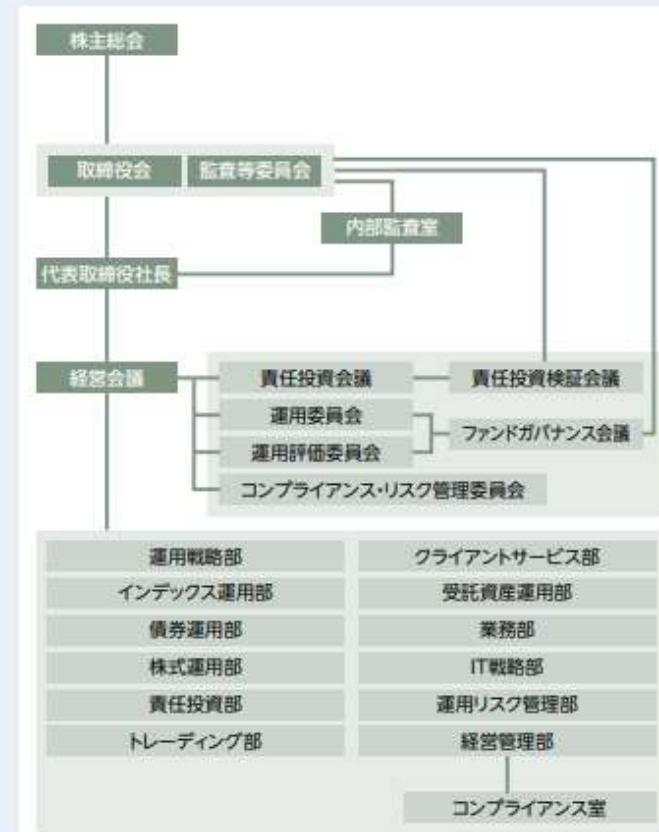 株主総会
取締役会 監査等委員会
内部監査室
代表取締役社長
経営会議
責任投資会議 責任投資検証会議
運用委員会
ファンドガバナンス会議
運用評価委員会
コンプライアンス・リスク管理委員会
運用戦略部 クライアントサービス部
インデックス運用部 受託資産運用部
債券運用部 業務部
株式運用部 IT戦略部
責任投資部 運用リスク管理部
トレーディング部 経営管理部
コンプライアンス室